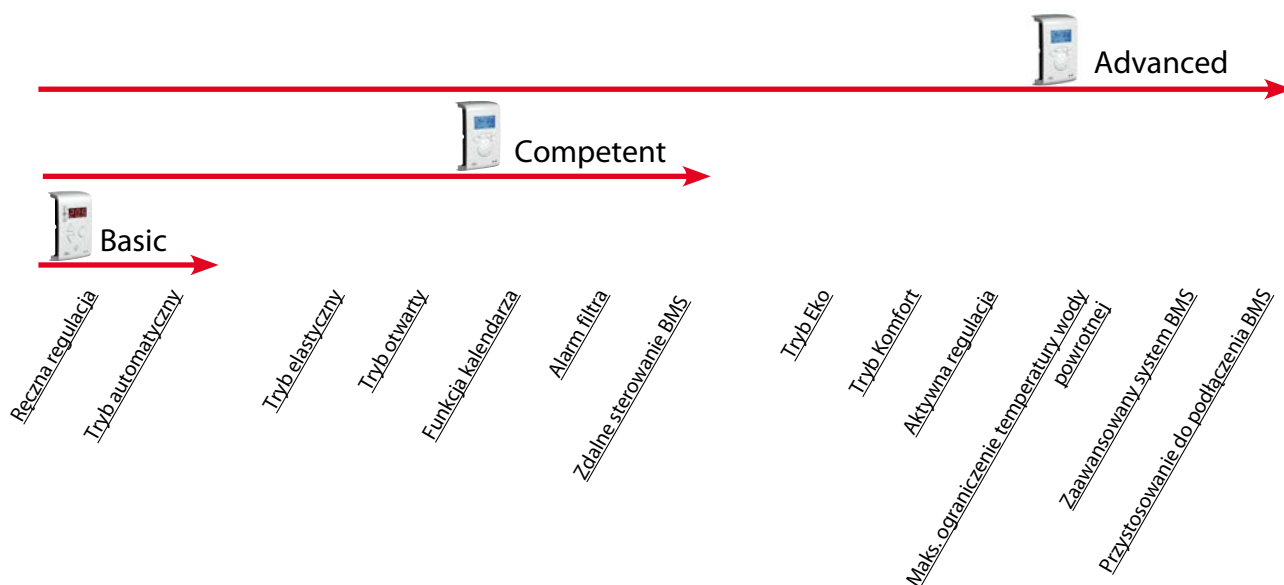 Advanced
Competent
Basic
Ręczna regulacja
Tryb automatyczny
Tryb elastyczny
Tryb otwarty
Funkcja kalendarza
Alarm filtra
Zdalne sterowanie BMS
Tryb Eko
Tryb Komfort
Aktywna regulacja
Maks. ograniczenie temperatury wody
powrotnej
Zaawansowany system BMS
Przystosowanie do podłączenia BMS